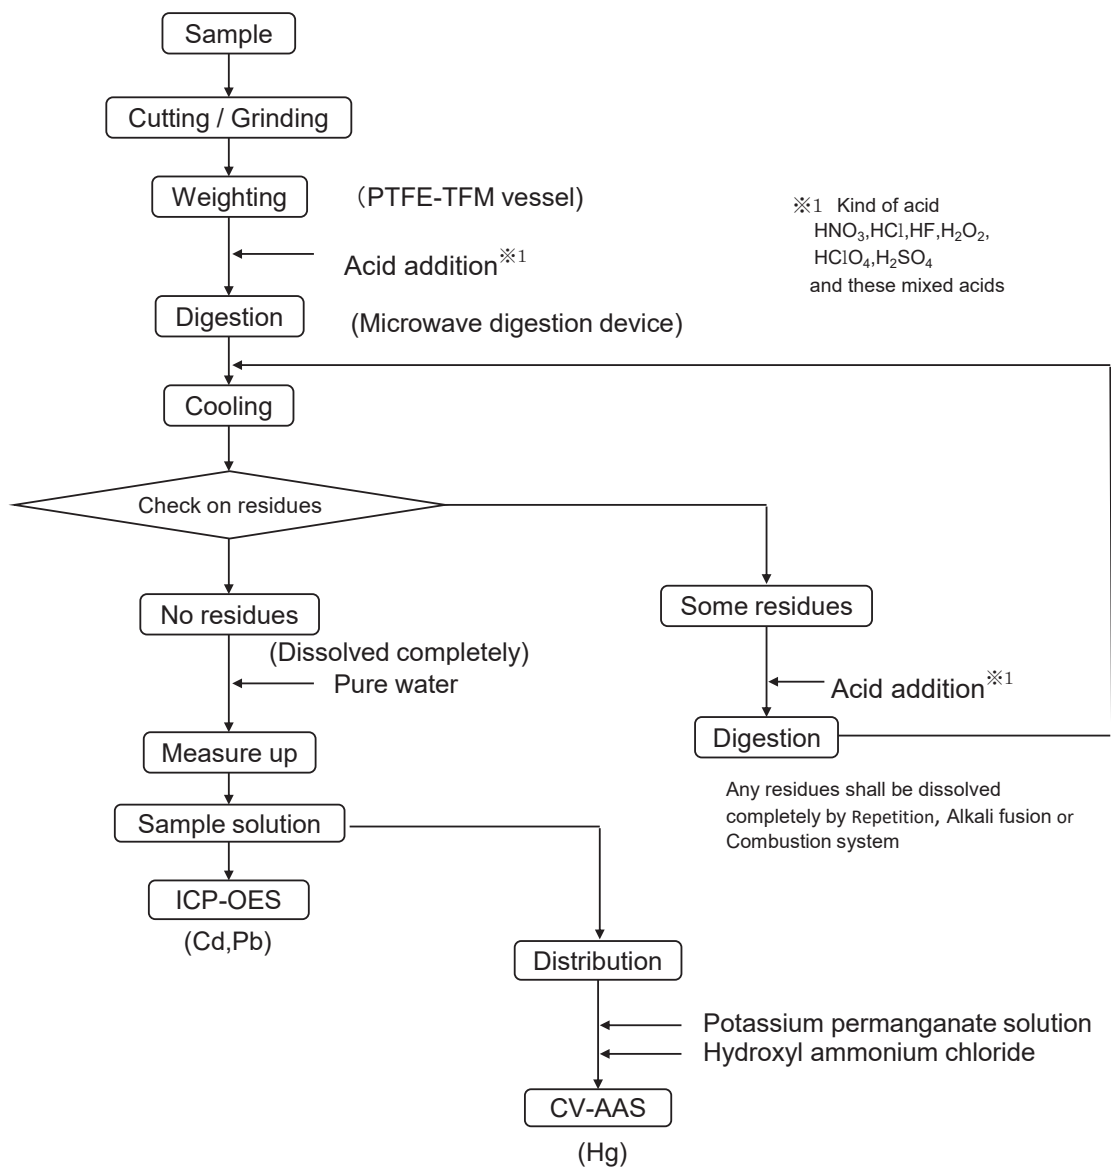 Sample
Cutting / Grinding
Weighting
（PTFE-TFM vessel)
※1 Kind of acid
HNO₃,HCl,HF,H₂O₂,
HClO₄,H₂SO₄
and these mixed acids
Acid addition※1
Digestion
(Microwave digestion device)
Cooling
Check on residues
No residues
(Dissolved completely)
Pure water
Some residues
Acid addition※1
Digestion
Any residues shall be dissolved
completely by Repetition, Alkali fusion or
Combustion system
Measure up
Sample solution
ICP-OES
(Cd,Pb)
Distribution
Potassium permanganate solution
Hydroxyl ammonium chloride
CV-AAS
(Hg)